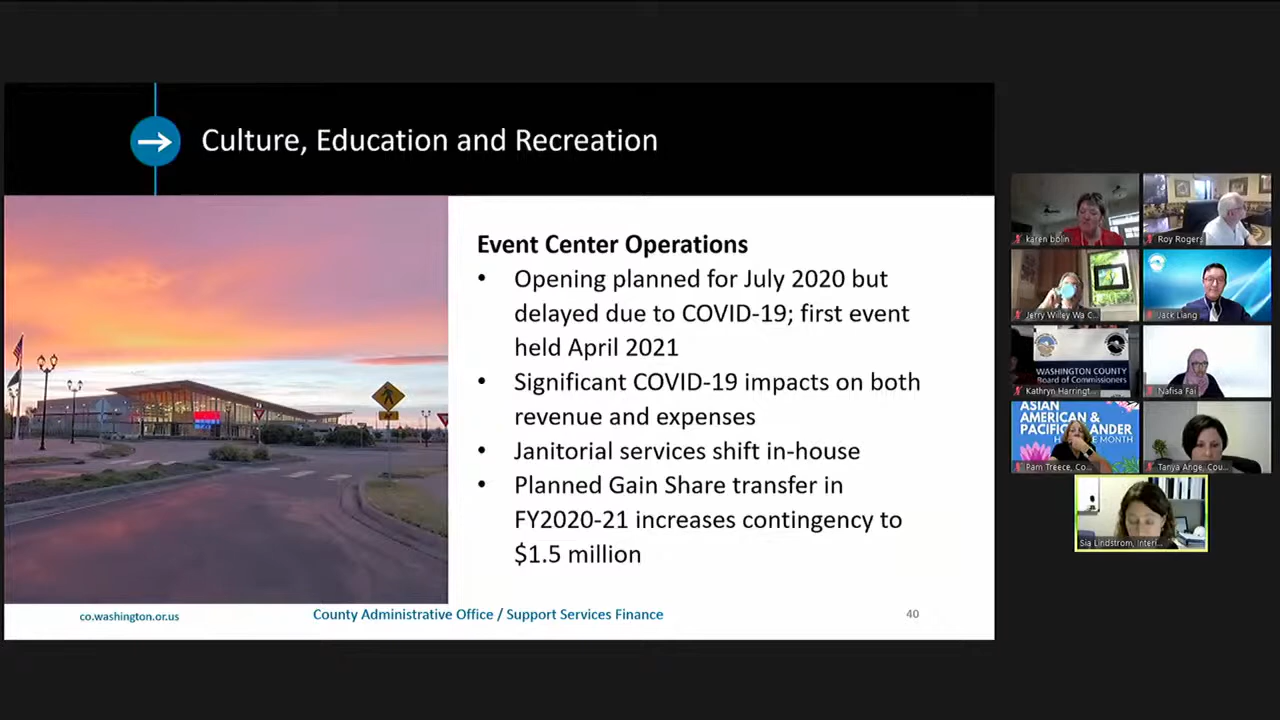 Culture, Education and Recreation
Event Center Operations
• Opening planned for July 2020 but
delayed due to COVID-19; first event
held April 2021
• Significant COVID-19 impacts on both
revenue and expenses
• Janitorial services shift in-house
• Planned Gain Share transfer in
FY2020-21 increases contingency to
$1.5 million
co.washington.or.us
County Administrative Office / Support Services Finance
40
karen bolin
Roy Rogers
Jerry Willey Wa C...
Jack Liang
WASHINGTON COUNTY
Board of Commissioners
Kathryn Harringt...
Nafisa Fai
ASIAN
AMERICAN &
PACIFIC
ANDER
MONTH
Pam Treece, Co...
Tanya Ange, Cou...
Sia Lindstrom, Interi...